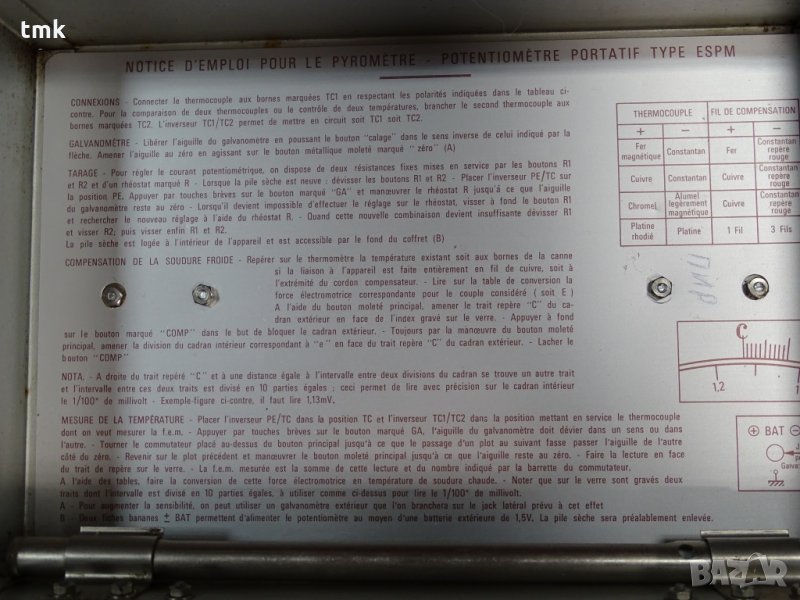 tmk
NOTICE D'EMPLOI POUR LE PYROMÈTRE - POTENTIOMÈTRE PORTATIF TYPE ESPM
CONNEXIONS - Connecter le thermocouple aux bornes marquées TC1 en respectant les polarités indiquées dans le tableau ci-
contre. Pour la comparaison de deux thermocouples ou le contrôle de deux températures, brancher le second thermocouple aux
bornes marquées TC2. L'inverseur TC1/TC2 permet de mettre en circuit soit TC1 soit TC2.
GALVANOMÈTRE - Libérer l'aiguille du galvanomètre en poussant le bouton "calage" dans le sens inverse de celui indiqué par la
flèche. Amener l'aiguille au zéro en agissant sur le bouton métallique moleté marqué "zéro" (A)
TARAGE - Pour régler le courant potentiométrique, on dispose de deux résistances fixes mises en service par les boutons R1
et R2 et d'un rhéostat marqué R - Lorsque la pile sèche est neuve : dévisser les boutons R1 et R2 - Placer l'inverseur PE/TC sur
la position PE. Appuyer par touches brèves sur le bouton marqué "GA" et manœuvrer le rhéostat R jusqu'à ce que l'aiguille
du galvanomètre reste au zéro - Lorsqu'il devient impossible d'effectuer le réglage sur le rhéostat, visser à fond le bouton R1
et rechercher le nouveau réglage à l'aide du rhéostat R. - Quand cette nouvelle combinaison devient insuffisante dévisser R1
et visser R2; puis visser enfin R1 et R2.
La pile sèche est logée à l'intérieur de l'appareil et est accessible par le fond du coffret (B)
COMPENSATION DE LA SOUDURE FROIDE - Repérer sur le thermomètre la température existant soit aux bornes de la canne
si la liaison à l'appareil est faite entièrement en fil de cuivre, soit à
l'extrémité du cordon compensateur. - Lire sur la table de conversion la
force électromotrice correspondante pour le couple considéré ( soit E )
A l'aide du bouton moleté principal, amener le trait repère "C" du ca-
dran extérieur en face de l'index gravé sur le verre. - Appuyer à fond
sur le bouton marqué "COMP" dans le but de bloquer le cadran extérieur. - Toujours par la manœuvre du bouton moleté
principal, amener la division du cadran intérieur correspondant à "e" en face du trait repère "C" du cadran extérieur. - Lacher le
bouton "COMP"
NOTA. - A droite du trait repéré "C" et à une distance égale à l'intervalle entre deux divisions du cadran se trouve un autre trait
et l'intervalle entre ces deux traits est divisé en 10 parties égales ; ceci permet de lire avec précision sur le cadran intérieur
le 1/100° de millivolt - Exemple-figure ci-contre, il faut lire 1,13mV.
MESURE DE LA TEMPÉRATURE - Placer l'inverseur PE/TC dans la position TC et l'inverseur TC1/TC2 dans la position mettant en service le thermocouple
dont on veut mesurer la f.e.m. - Appuyer par touches brèves sur le bouton marqué GA, l'aiguille du galvanomètre doit dévier dans un sens ou dans
l'autre. - Tourner le commutateur placé au-dessus du bouton principal jusqu'à ce que le passage d'un plot au suivant fasse passer l'aiguille de l'autre
côté du zéro. - Revenir sur le plot précédent et manœuvrer le bouton moleté principal jusqu'à ce que l'aiguille reste au zéro. - Faire la lecture en face
du trait de repère sur le verre. - La f.e.m. mesurée est la somme de cette lecture et du nombre indiqué par la barrette du commutateur.
A l'aide des tables, faire la conversion de cette force électromotrice en température de soudure chaude. - Noter que sur le verre sont gravés deux
traits dont l'intervalle est divisé en 10 parties égales, à utiliser comme ci-dessus pour lire le 1/100° de millivolt.
A - Pour augmenter la sensibilité, on peut utiliser un galvanomètre extérieur que l'on branchera sur le jack latéral prévu à cet effet
B - Deux fiches bananes ± BAT permettent d'alimenter le potentiomètre au moyen d'une batterie extérieure de 1,5V. La pile sèche sera préalablement enlevée.
THERMOCOUPLE FIL DE COMPENSATION
+ − + −
Fer magnétique Constantan Fer Constantan repère rouge
Cuivre Constantan Cuivre Constantan repère rouge
Chromel Alumel legèrement magnétique Cuivre Constantan repère rouge
Platine rhodié Platine 1 Fil 3 Fils
C
1,2
⊕ BAT ⊖
BAZAR